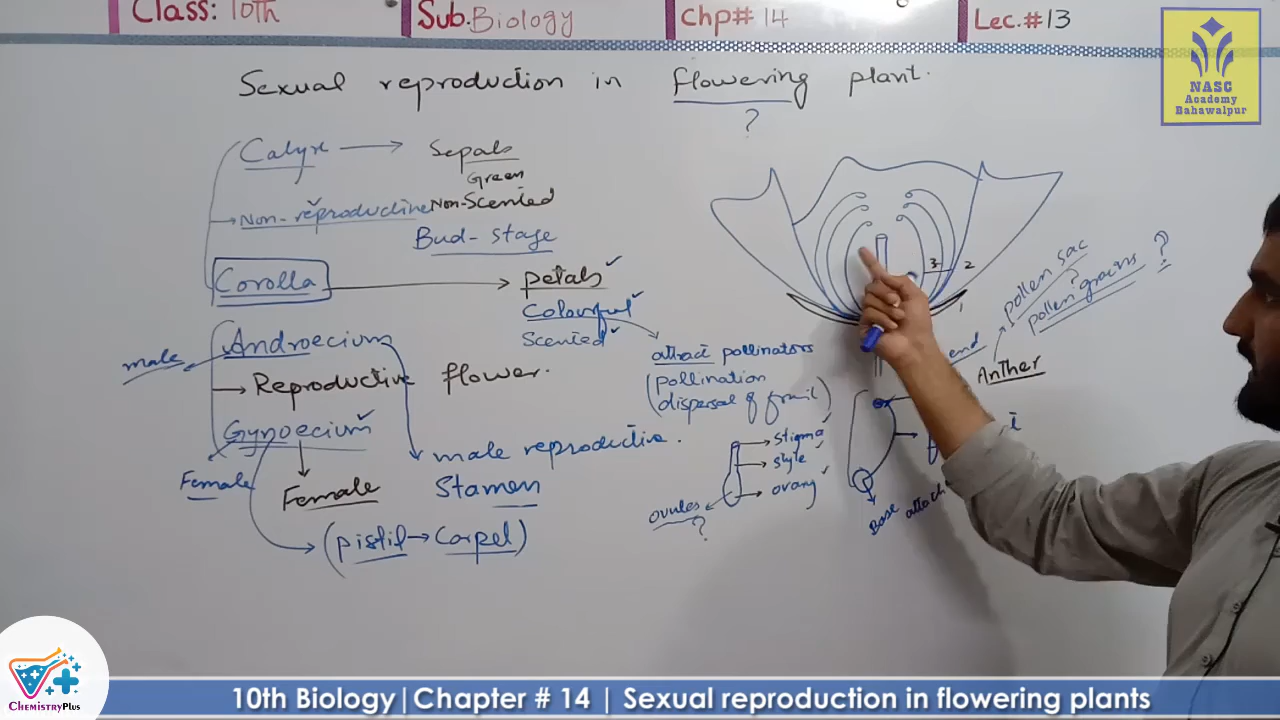 Class: 10th
Sub. Biology
Chp# 14
Lec.# 13
NASC
Academy
Bahawalpur
Sexual reproduction in flowering plant.
?
Calyx → Sepals
Green
Non-reproductive Non-Scented
Bud-stage
Corolla → petals
Colourful
Scented
attract pollinators
(pollination
dispersal of fruit)
Androecium
male
Reproductive flower.
Gynoecium
Female
Female
male reproductive.
Stamen
(pistil → Carpel)
3 2
1
pollen sac
pollen grains ?
end
Anther
stigma
style
ovary
ovules
?
Base
attach
ChemistryPlus
10th Biology|Chapter # 14 | Sexual reproduction in flowering plants